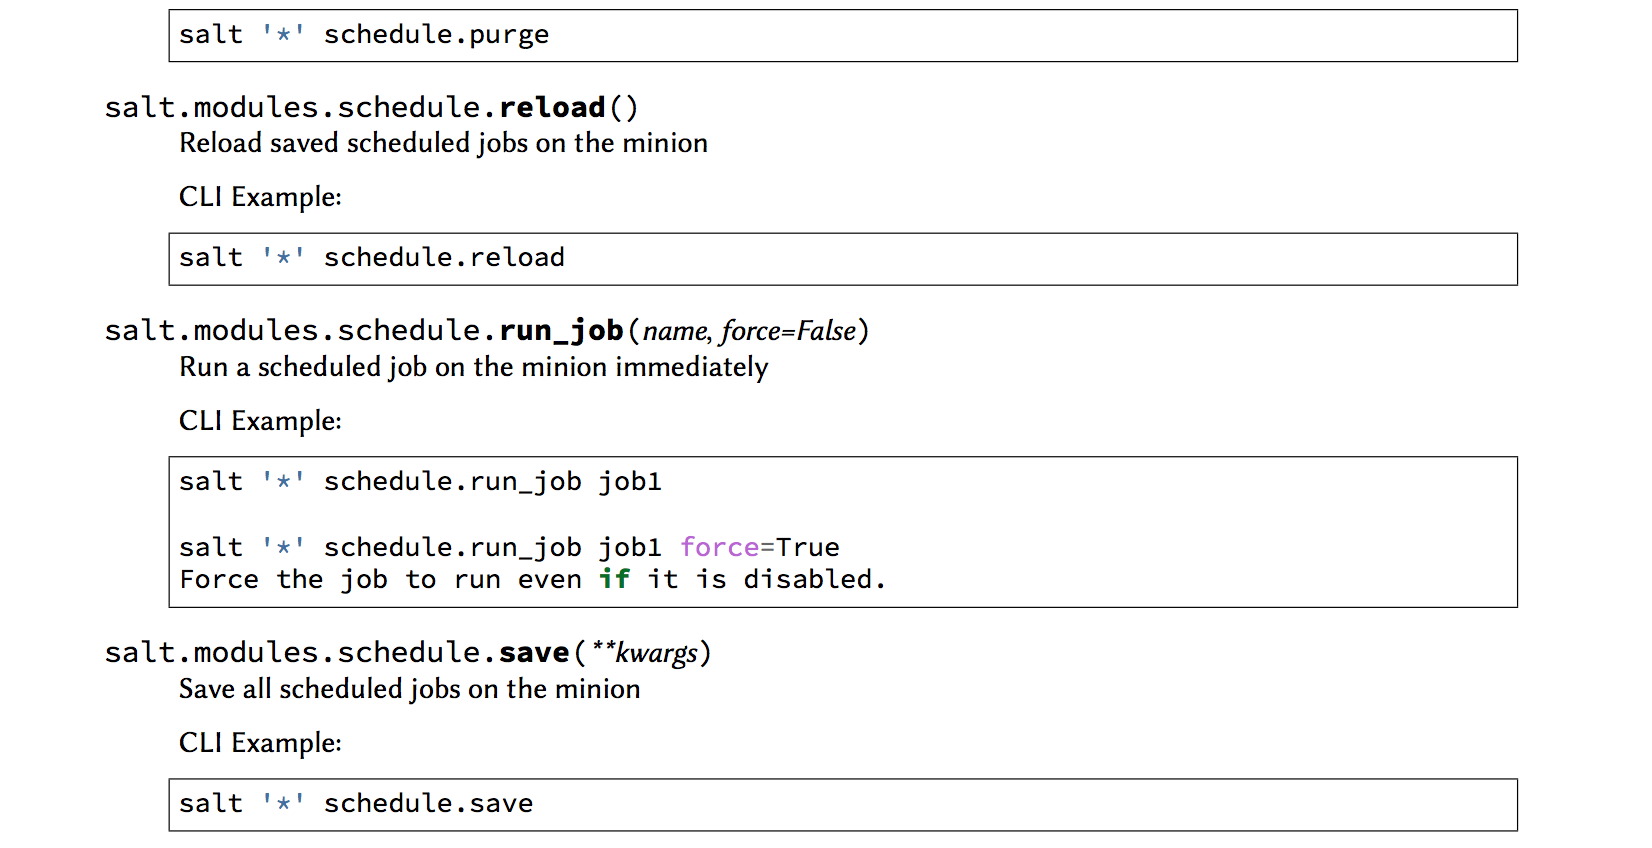 salt '*' schedule.purge
salt.modules.schedule.reload()
Reload saved scheduled jobs on the minion
CLI Example:
salt '*' schedule.reload
salt.modules.schedule.run_job(name, force=False)
Run a scheduled job on the minion immediately
CLI Example:
salt '*' schedule.run_job job1
salt '*' schedule.run_job job1 force=True
Force the job to run even if it is disabled.
salt.modules.schedule.save(**kwargs)
Save all scheduled jobs on the minion
CLI Example:
salt '*' schedule.save